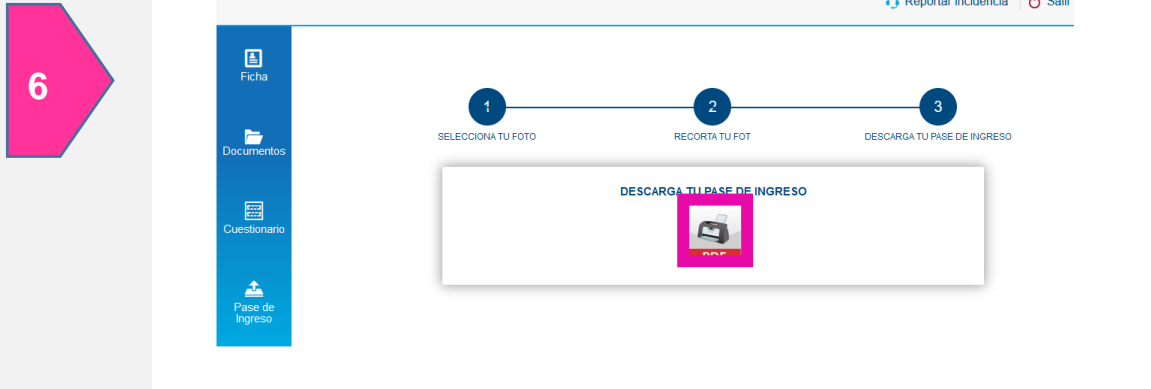 Reportar Incidencia
Salir
6
Ficha
Documentos
Cuestionario
Pase de
Ingreso
1
2
3
SELECCIONA TU FOTO
RECORTA TU FOT
DESCARGA TU PASE DE INGRESO
DESCARGA TU PASE DE INGRESO
PDF